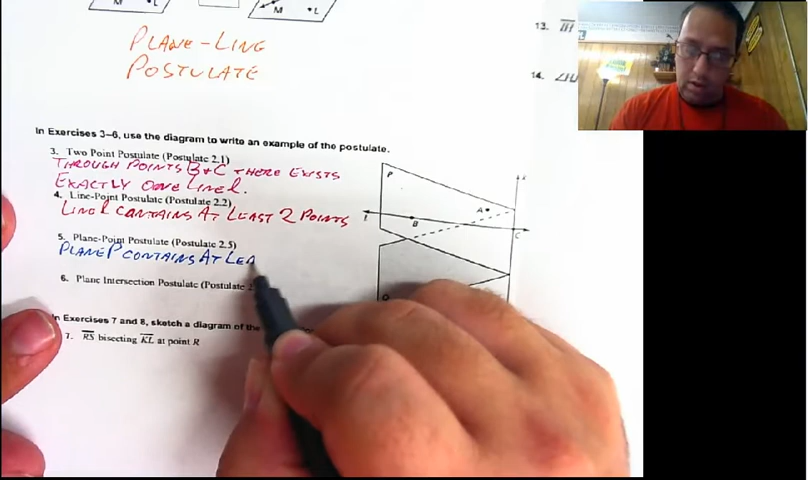 M L M L
PLANE-LINE
POSTULATE
13.
14.
In Exercises 3–6, use the diagram to write an example of the postulate.
3. Two Point Postulate (Postulate 2.1)
THROUGH POINTS B + C THERE EXISTS
EXACTLY ONE LINE l.
4. Line-Point Postulate (Postulate 2.2)
LINE l CONTAINS AT LEAST 2 POINTS
5. Plane-Point Postulate (Postulate 2.5)
PLANE P CONTAINS AT LEA
6. Plane Intersection Postulate (Postulate 2
In Exercises 7 and 8, sketch a diagram of the
7. RS bisecting KL at point R
P
A
B
C
Q